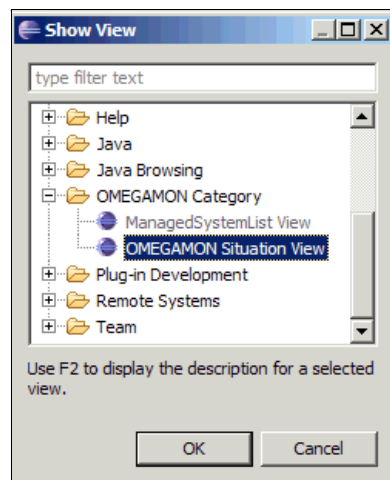 Show View
type filter text
Help
Java
Java Browsing
OMEGAMON Category
ManagedSystemList View
OMEGAMON Situation View
Plug-in Development
Remote Systems
Team
Use F2 to display the description for a selected
view.
OK Cancel